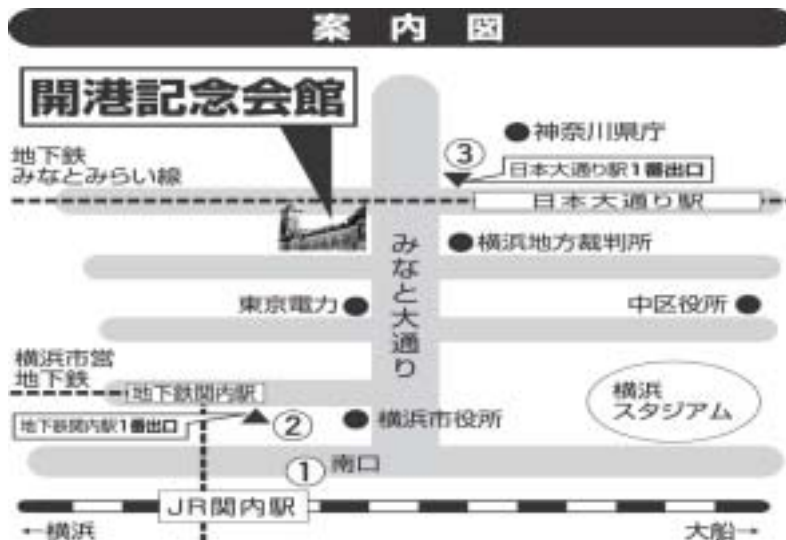 案内図
開港記念会館
●神奈川県庁
地下鉄
みなとみらい線
③
日本大通り駅1番出口
日本大通り駅
●横浜地方裁判所
みなと大通り
東京電力●
中区役所●
横浜市営
地下鉄
地下鉄関内駅
地下鉄関内駅1番出口
②
●横浜市役所
横浜
スタジアム
①南口
JR関内駅
←横浜
大船→